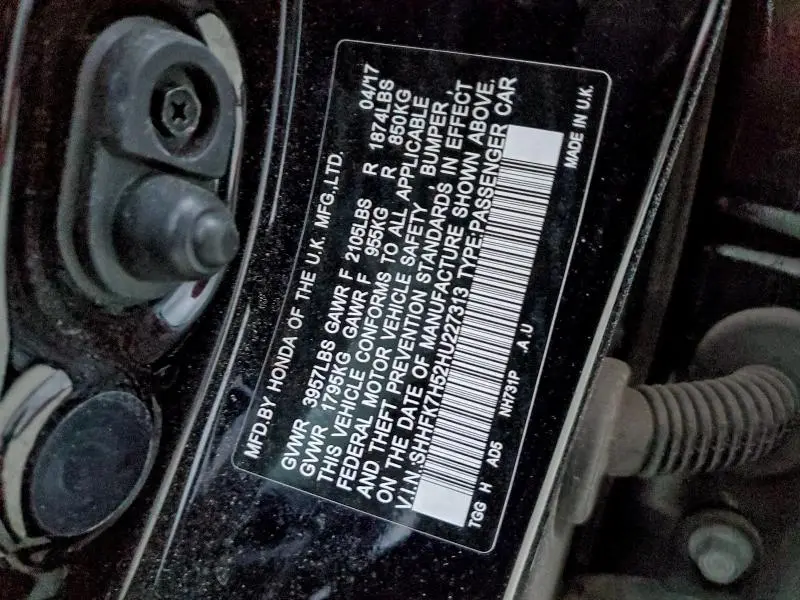 MFD.BY HONDA OF THE U.K. MFG.,LTD. 04/17
GVWR 3957LBS GAWR F 2105LBS R 1874LBS
GVWR 1795KG GAWR F 955KG R 850KG
THIS VEHICLE CONFORMS TO ALL APPLICABLE
FEDERAL MOTOR VEHICLE SAFETY , BUMPER ,
AND THEFT PREVENTION STANDARDS IN EFFECT
ON THE DATE OF MANUFACTURE SHOWN ABOVE.
V.I.N.:SHHFK7H52HU227313 TYPE:PASSENGER CAR
TGG H AD5 NH731P .A.U MADE IN U.K.